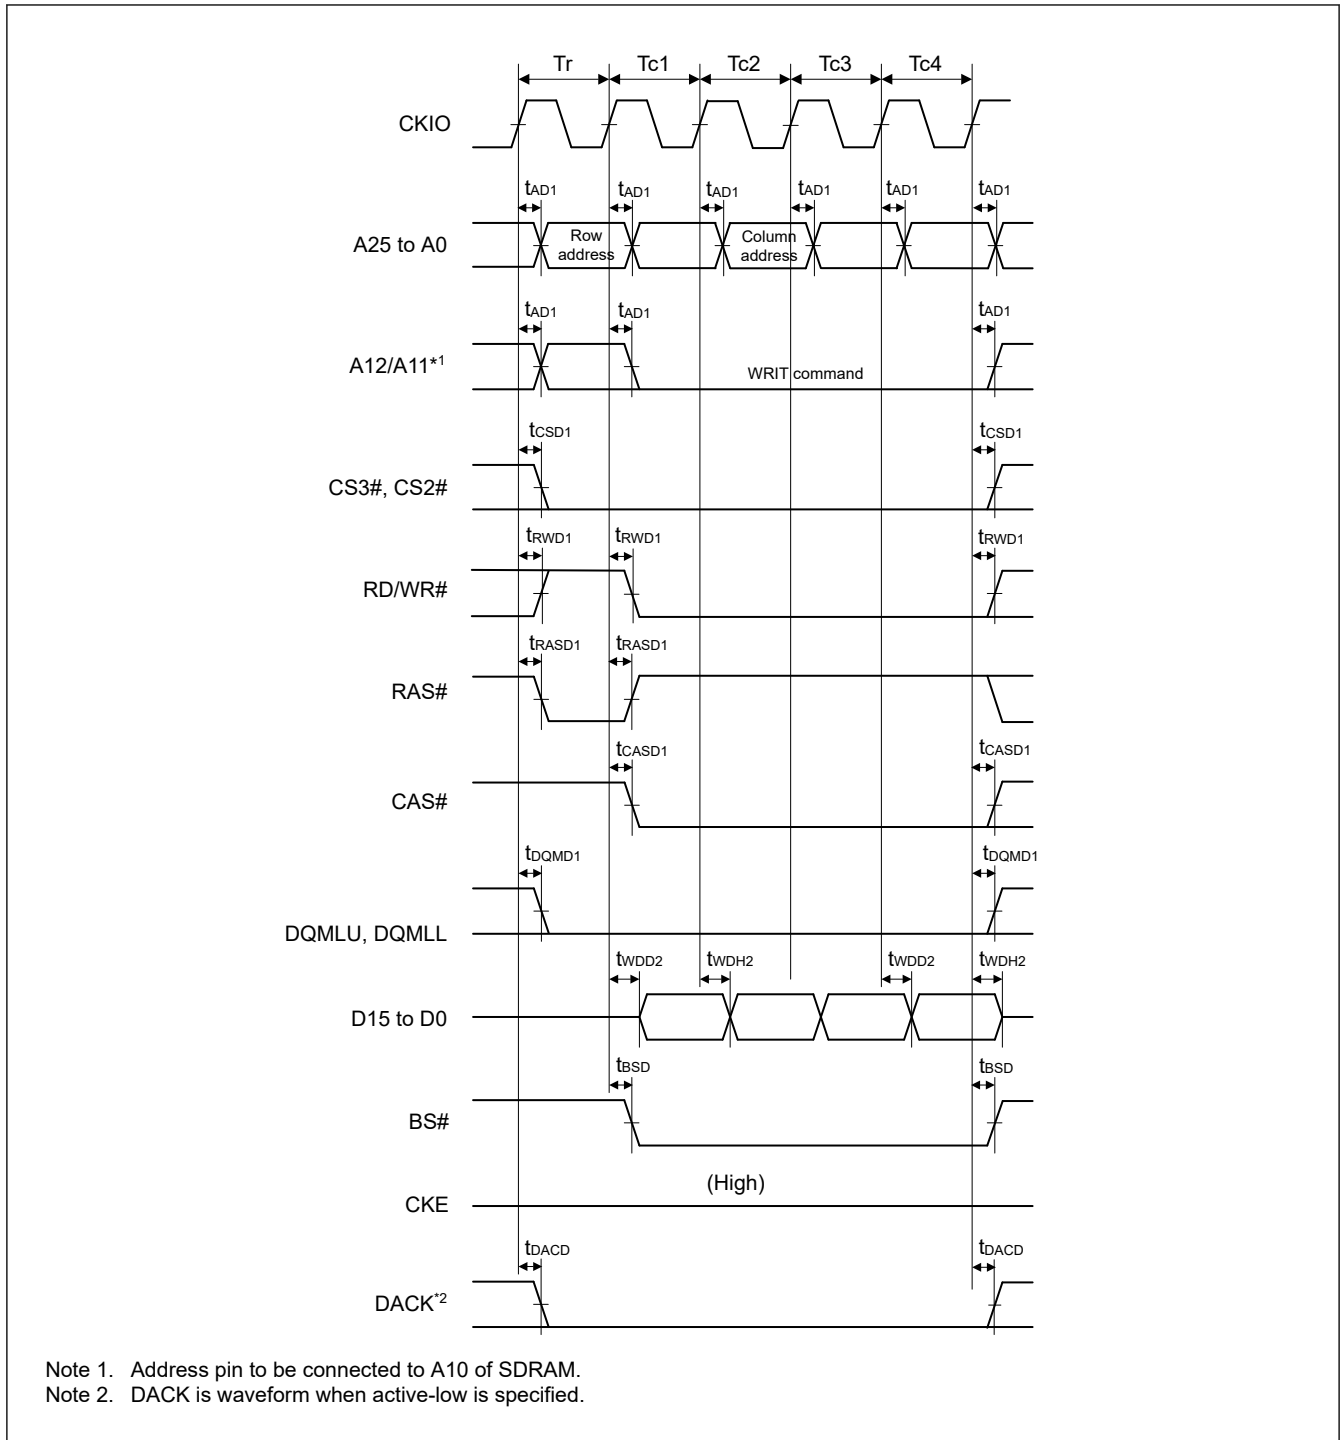 Tr Tc1 Tc2 Tc3 Tc4
CKIO
tAD1 tAD1 tAD1 tAD1 tAD1 tAD1
A25 to A0
Row address
Column address
tAD1 tAD1 tAD1
A12/A11*1
WRIT command
tCSD1 tCSD1
CS3#, CS2#
tRWD1 tRWD1 tRWD1
RD/WR#
tRASD1 tRASD1
RAS#
tCASD1 tCASD1
CAS#
tDQMD1 tDQMD1
DQMLU, DQMLL
tWDD2 tWDH2 tWDD2 tWDH2
D15 to D0
tBSD tBSD
BS#
(High)
CKE
tDACD tDACD
DACK*2
Note 1. Address pin to be connected to A10 of SDRAM.
Note 2. DACK is waveform when active-low is specified.